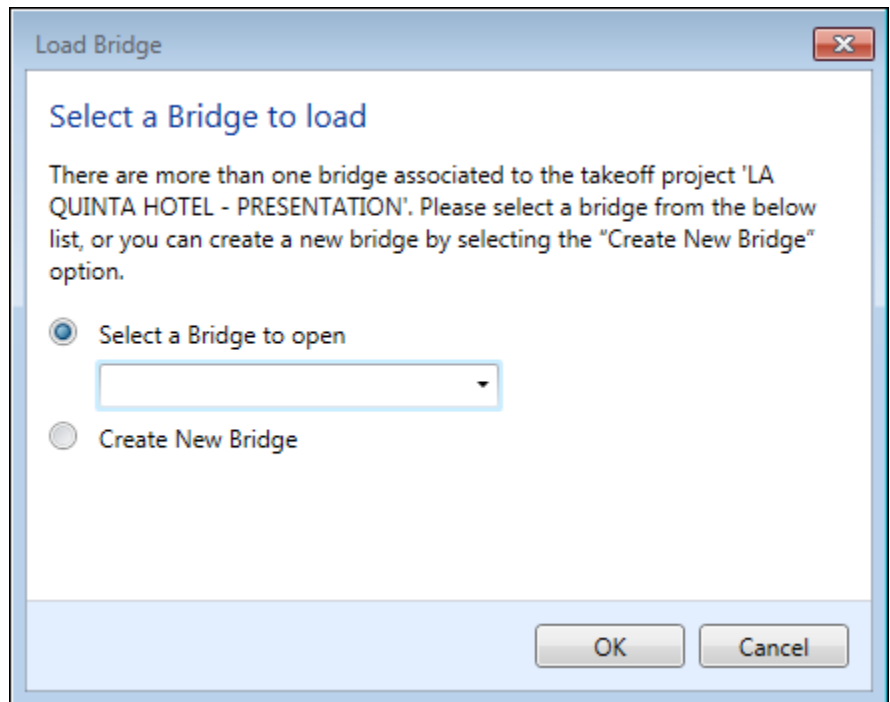 Load Bridge
Select a Bridge to load
There are more than one bridge associated to the takeoff project 'LA
QUINTA HOTEL - PRESENTATION'. Please select a bridge from the below
list, or you can create a new bridge by selecting the “Create New Bridge”
option.
Select a Bridge to open
Create New Bridge
OK Cancel